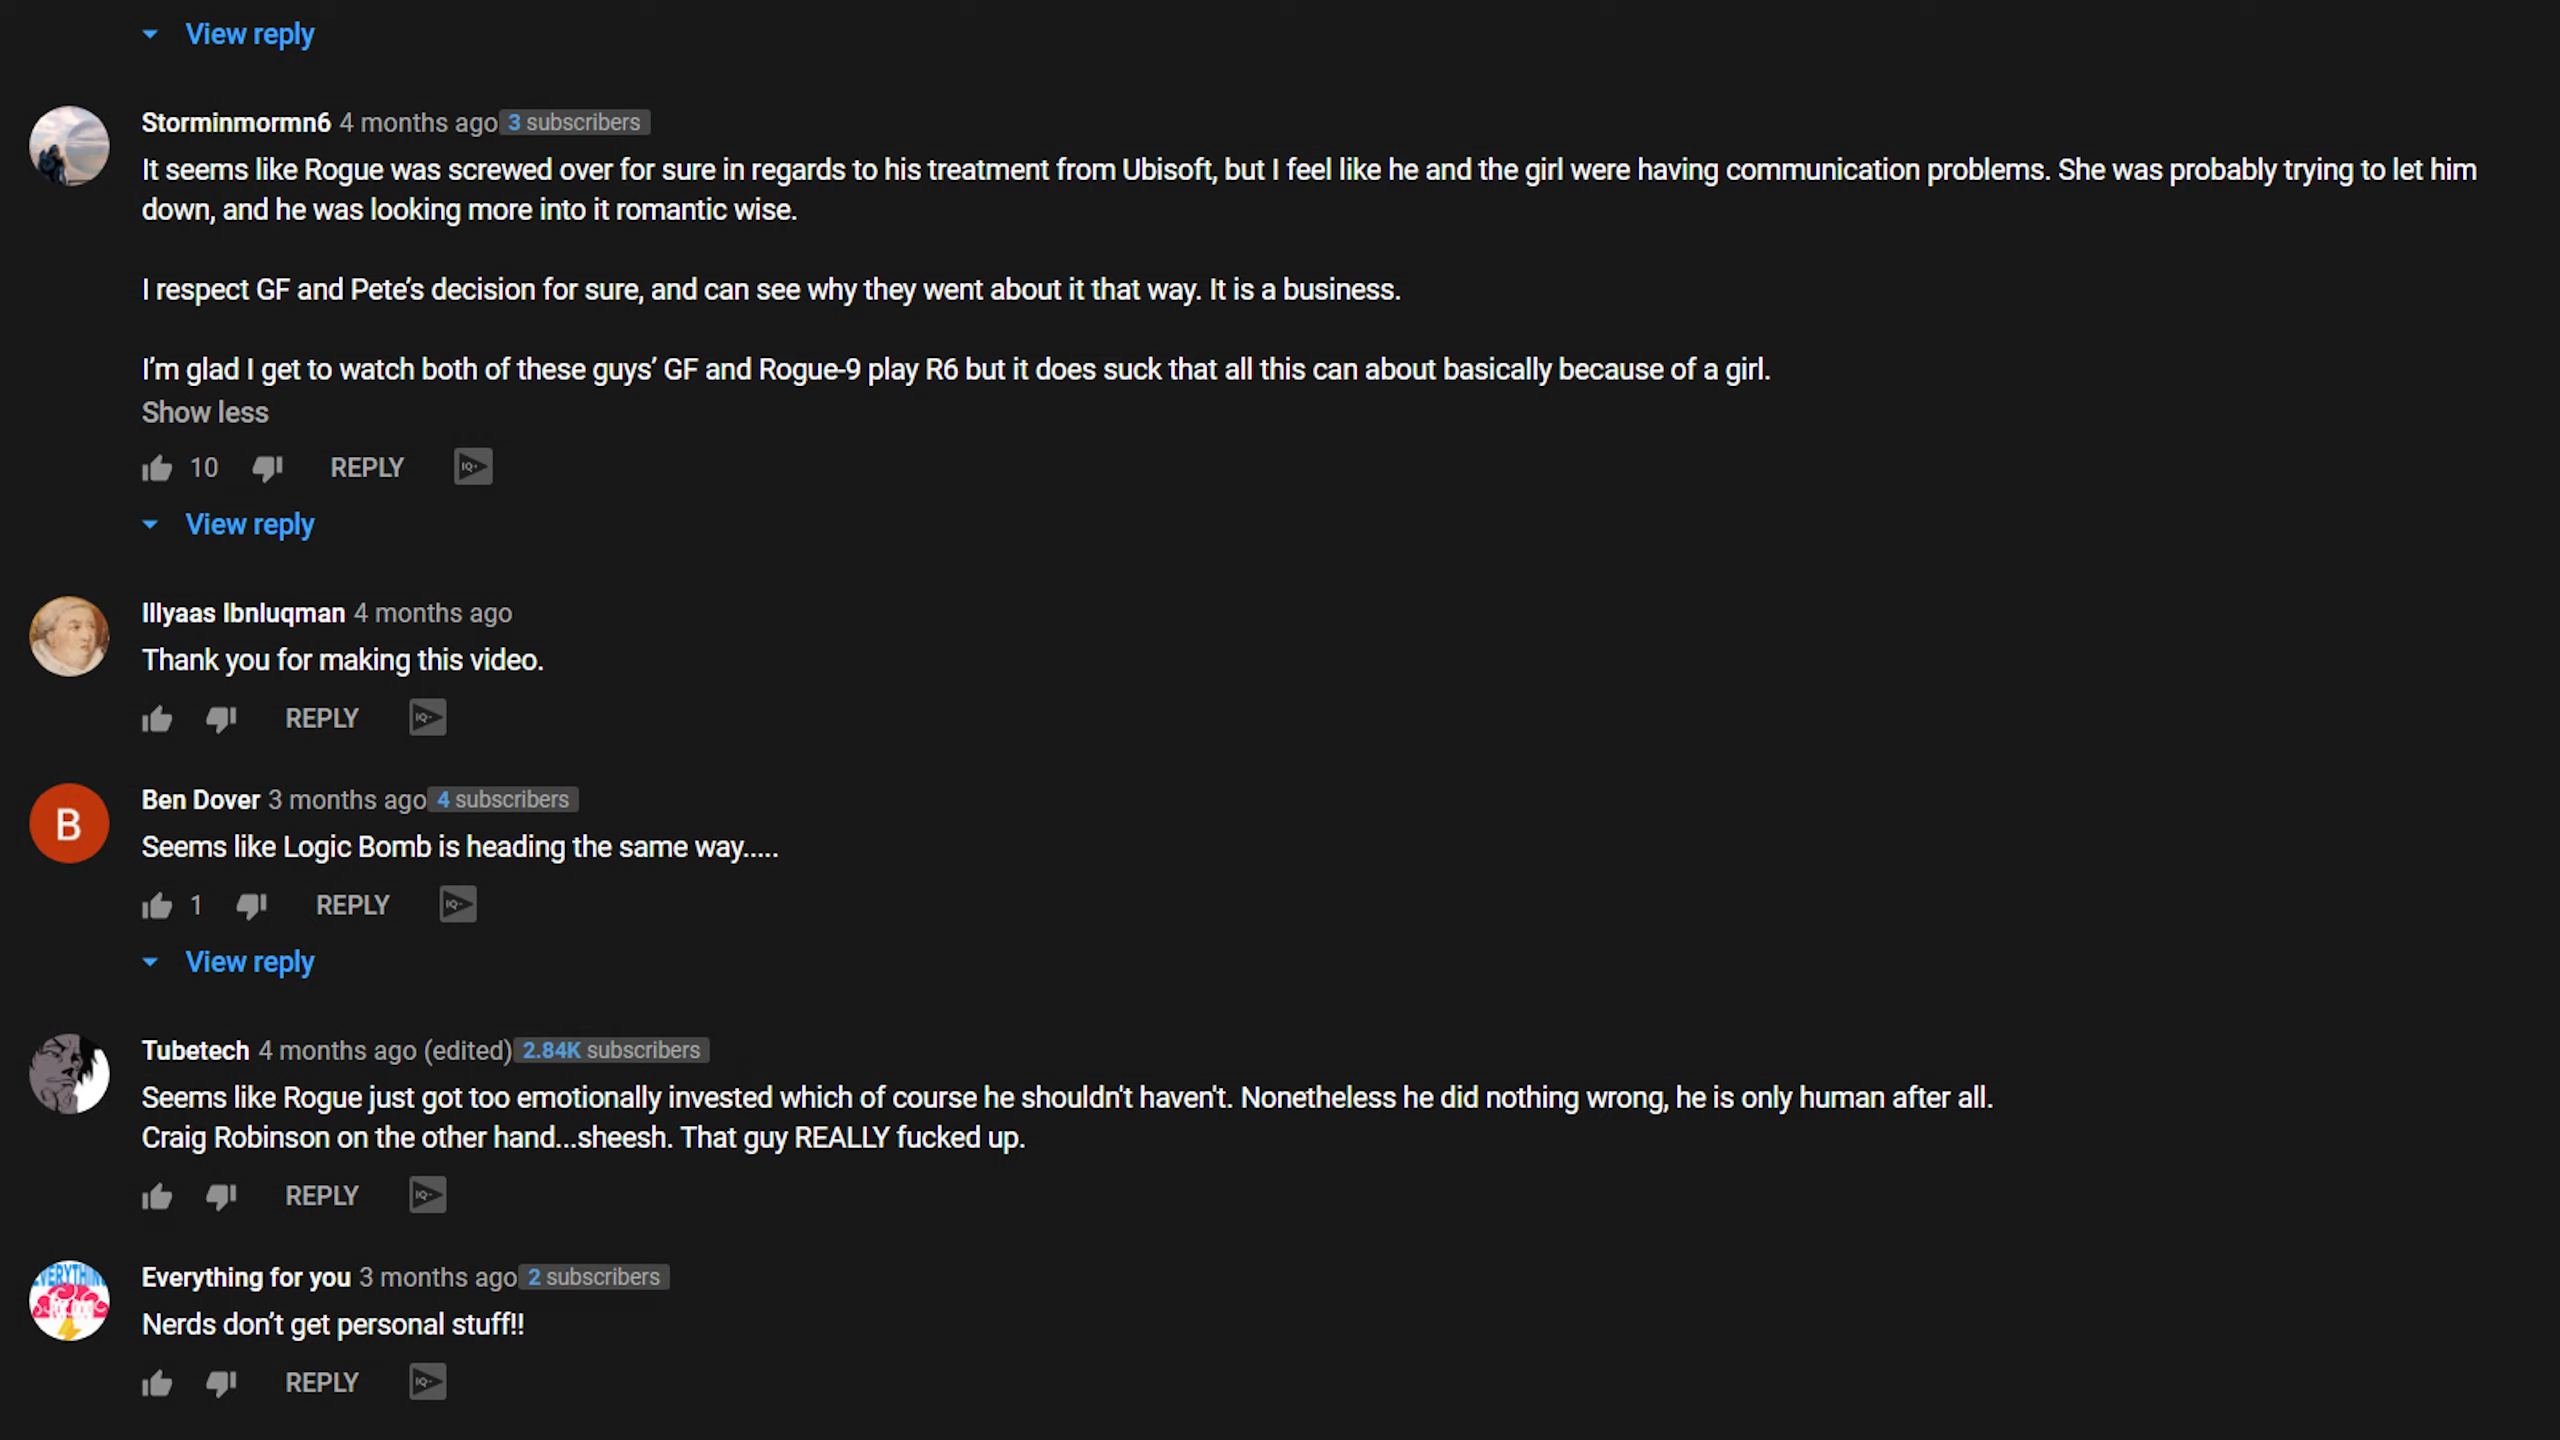 View reply
Storminmormn6 4 months ago 3 subscribers
It seems like Rogue was screwed over for sure in regards to his treatment from Ubisoft, but I feel like he and the girl were having communication problems. She was probably trying to let him
down, and he was looking more into it romantic wise.
I respect GF and Pete’s decision for sure, and can see why they went about it that way. It is a business.
I’m glad I get to watch both of these guys’ GF and Rogue-9 play R6 but it does suck that all this can about basically because of a girl.
Show less
10 REPLY IQ+
View reply
Illyaas Ibnluqman 4 months ago
Thank you for making this video.
REPLY IQ+
B
Ben Dover 3 months ago 4 subscribers
Seems like Logic Bomb is heading the same way.....
1 REPLY IQ+
View reply
Tubetech 4 months ago (edited) 2.84K subscribers
Seems like Rogue just got too emotionally invested which of course he shouldn't haven't. Nonetheless he did nothing wrong, he is only human after all.
Craig Robinson on the other hand...sheesh. That guy REALLY fucked up.
REPLY IQ+
EVERYTHING
Everything for you 3 months ago 2 subscribers
Nerds don’t get personal stuff!!
REPLY IQ+